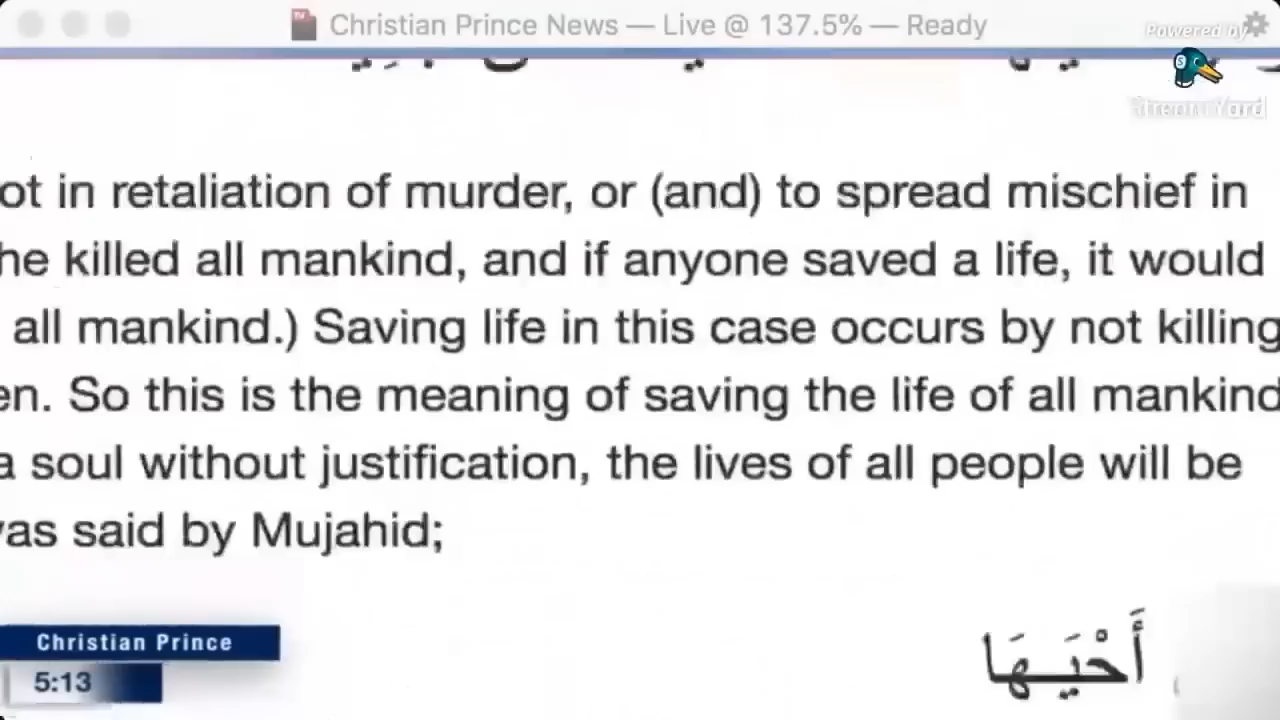 Christian Prince News — Live @ 137.5% — Ready
Powered by
StreamYard
ot in retaliation of murder, or (and) to spread mischief in
he killed all mankind, and if anyone saved a life, it would
all mankind.) Saving life in this case occurs by not killing
en. So this is the meaning of saving the life of all mankind
a soul without justification, the lives of all people will be
was said by Mujahid;
أَحْيَـهَا
Christian Prince
5:13